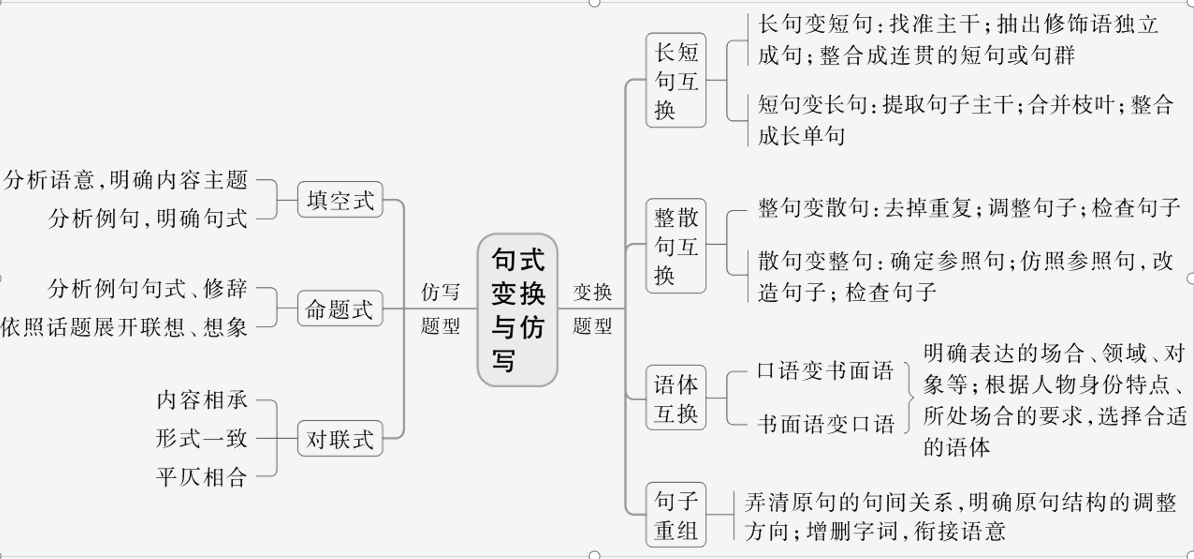 句式
变换
与仿
写
仿写
题型
填空式
分析语意,明确内容主题
分析例句,明确句式
命题式
分析例句句式、修辞
依照话题展开联想、想象
对联式
内容相承
形式一致
平仄相合
变换
题型
长短
句互
换
长句变短句:找准主干;抽出修饰语独立
成句;整合成连贯的短句或句群
短句变长句:提取句子主干;合并枝叶;整合
成长单句
整散
句互
换
整句变散句:去掉重复;调整句子;检查句子
散句变整句:确定参照句;仿照参照句,改
造句子;检查句子
语体
互换
口语变书面语
书面语变口语
明确表达的场合、领域、对
象等;根据人物身份特点、
所处场合的要求,选择合适
的语体
句子
重组
弄清原句的句间关系,明确原句结构的调整
方向;增删字词,衔接语意